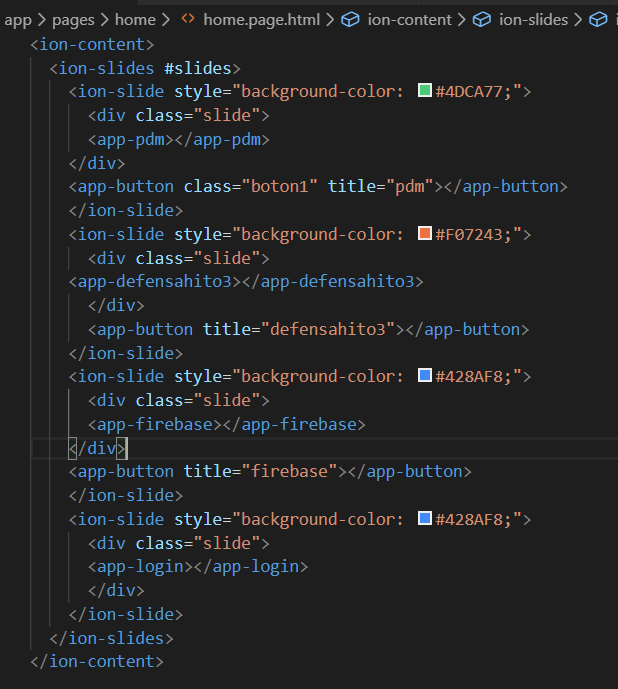 app > pages > home > <> home.page.html > ion-content > ion-slides >
<ion-content>
<ion-slides #slides>
<ion-slide style="background-color: #4DCA77;">
<div class="slide">
<app-pdm></app-pdm>
</div>
<app-button class="boton1" title="pdm"></app-button>
</ion-slide>
<ion-slide style="background-color: #F07243;">
<div class="slide">
<app-defensahito3></app-defensahito3>
</div>
<app-button title="defensahito3"></app-button>
</ion-slide>
<ion-slide style="background-color: #428AF8;">
<div class="slide">
<app-firebase></app-firebase>
</div>
<app-button title="firebase"></app-button>
</ion-slide>
<ion-slide style="background-color: #428AF8;">
<div class="slide">
<app-login></app-login>
</div>
</ion-slide>
</ion-slides>
</ion-content>